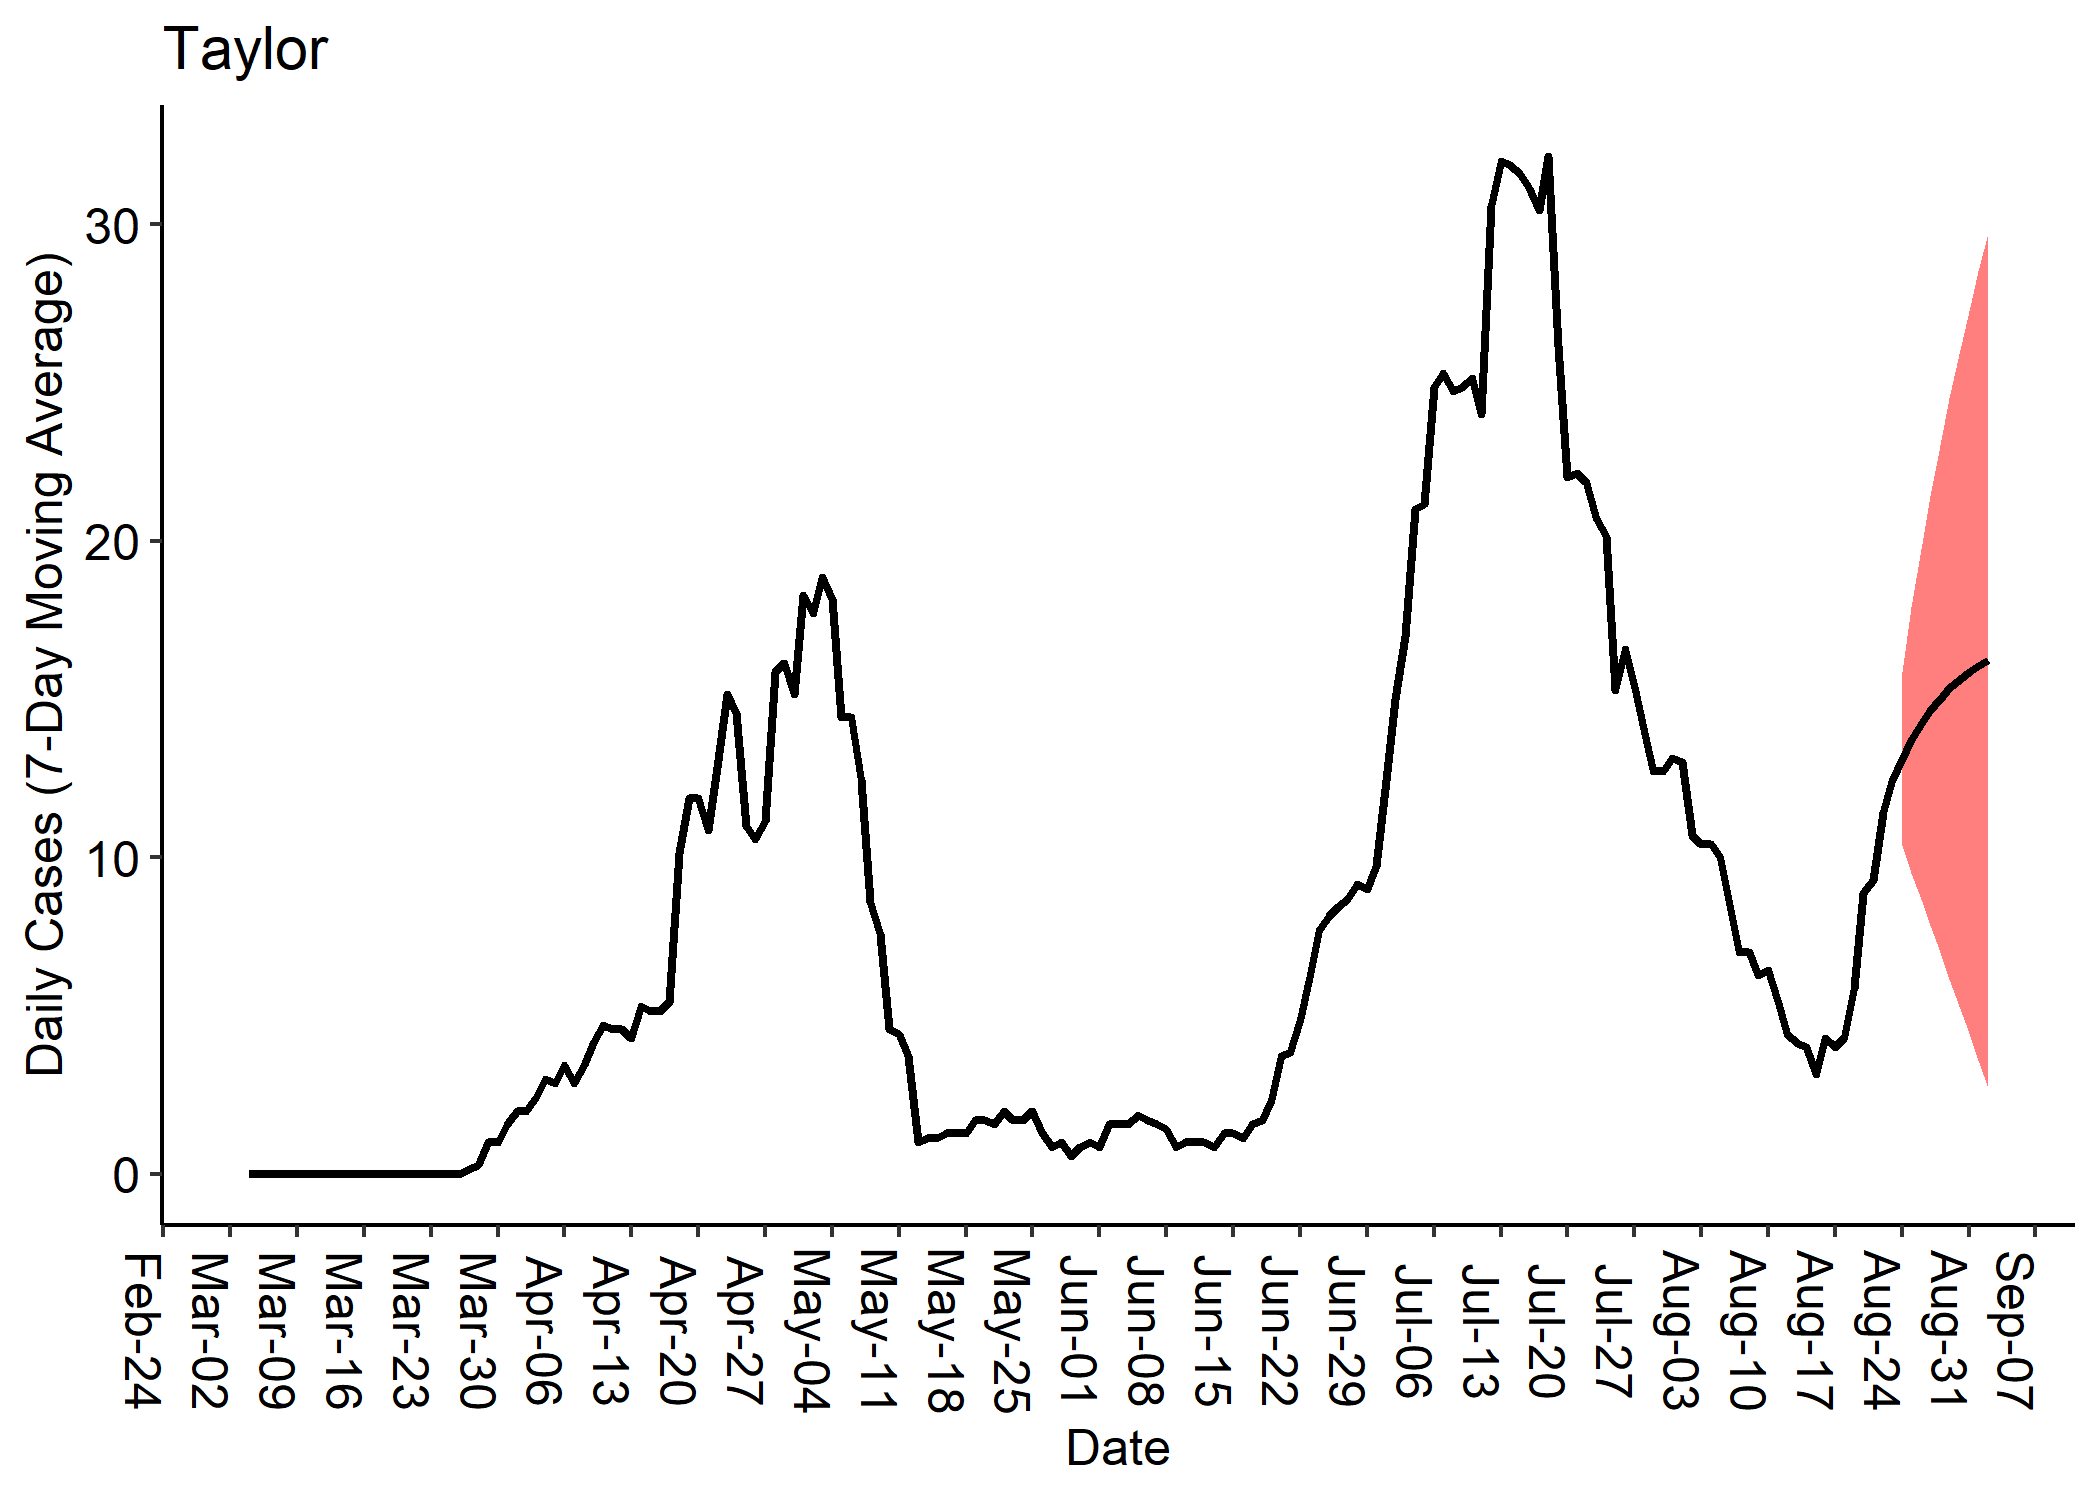 Taylor
Daily Cases (7-Day Moving Average)
30
20
10
0
Feb-24
Mar-02
Mar-09
Mar-16
Mar-23
Mar-30
Apr-06
Apr-13
Apr-20
Apr-27
May-04
May-11
May-18
May-25
Jun-01
Jun-08
Jun-15
Jun-22
Jun-29
Jul-06
Jul-13
Jul-20
Jul-27
Aug-03
Aug-10
Aug-17
Aug-24
Aug-31
Sep-07
Date